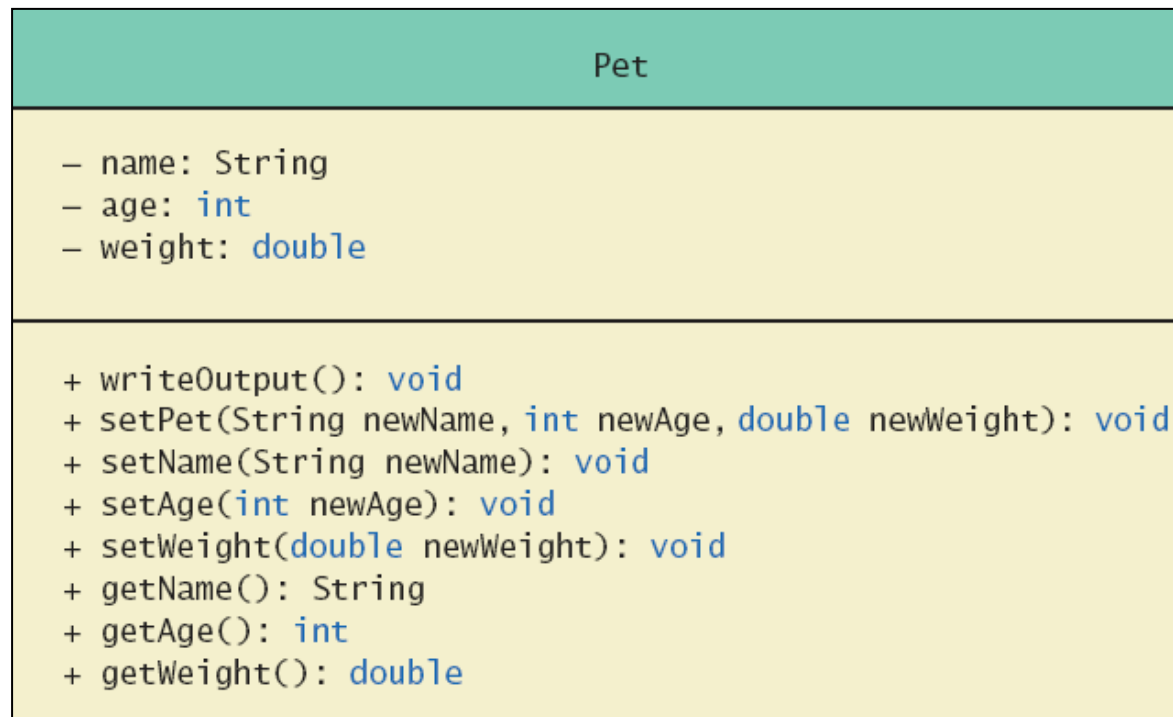 Pet
– name: String
– age: int
– weight: double
+ writeOutput(): void
+ setPet(String newName, int newAge, double newWeight): void
+ setName(String newName): void
+ setAge(int newAge): void
+ setWeight(double newWeight): void
+ getName(): String
+ getAge(): int
+ getWeight(): double